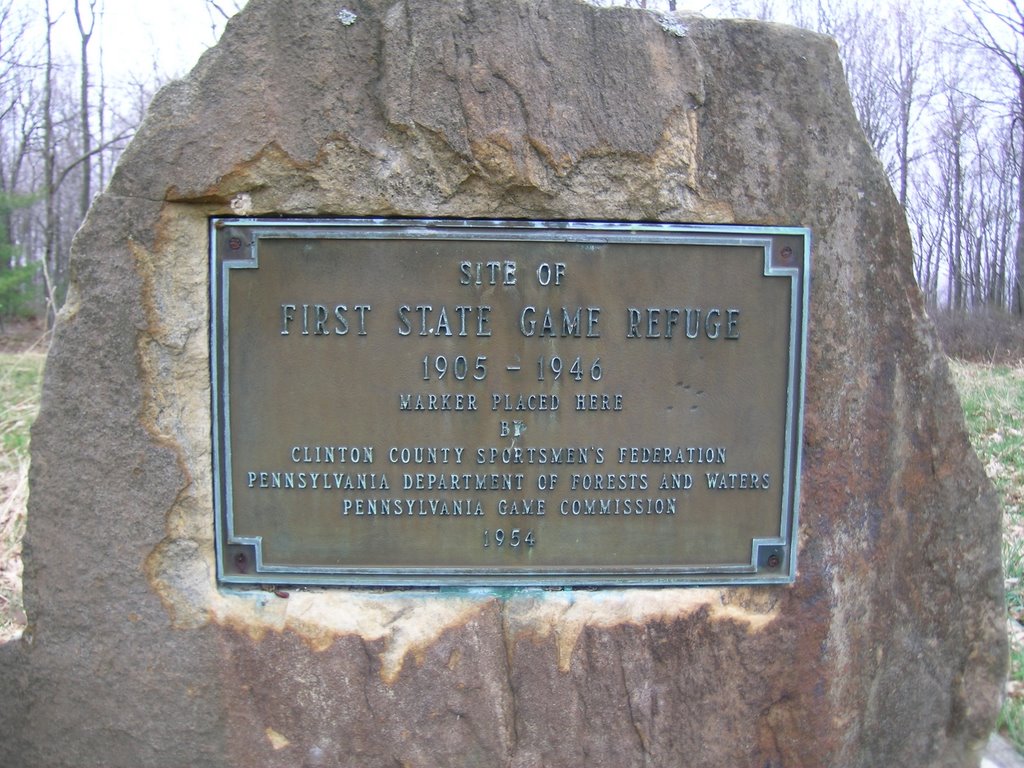 SITE OF
FIRST STATE GAME REFUGE
1905 - 1946
MARKER PLACED HERE
BY
CLINTON COUNTY SPORTSMEN'S FEDERATION
PENNSYLVANIA DEPARTMENT OF FORESTS AND WATERS
PENNSYLVANIA GAME COMMISSION
1954